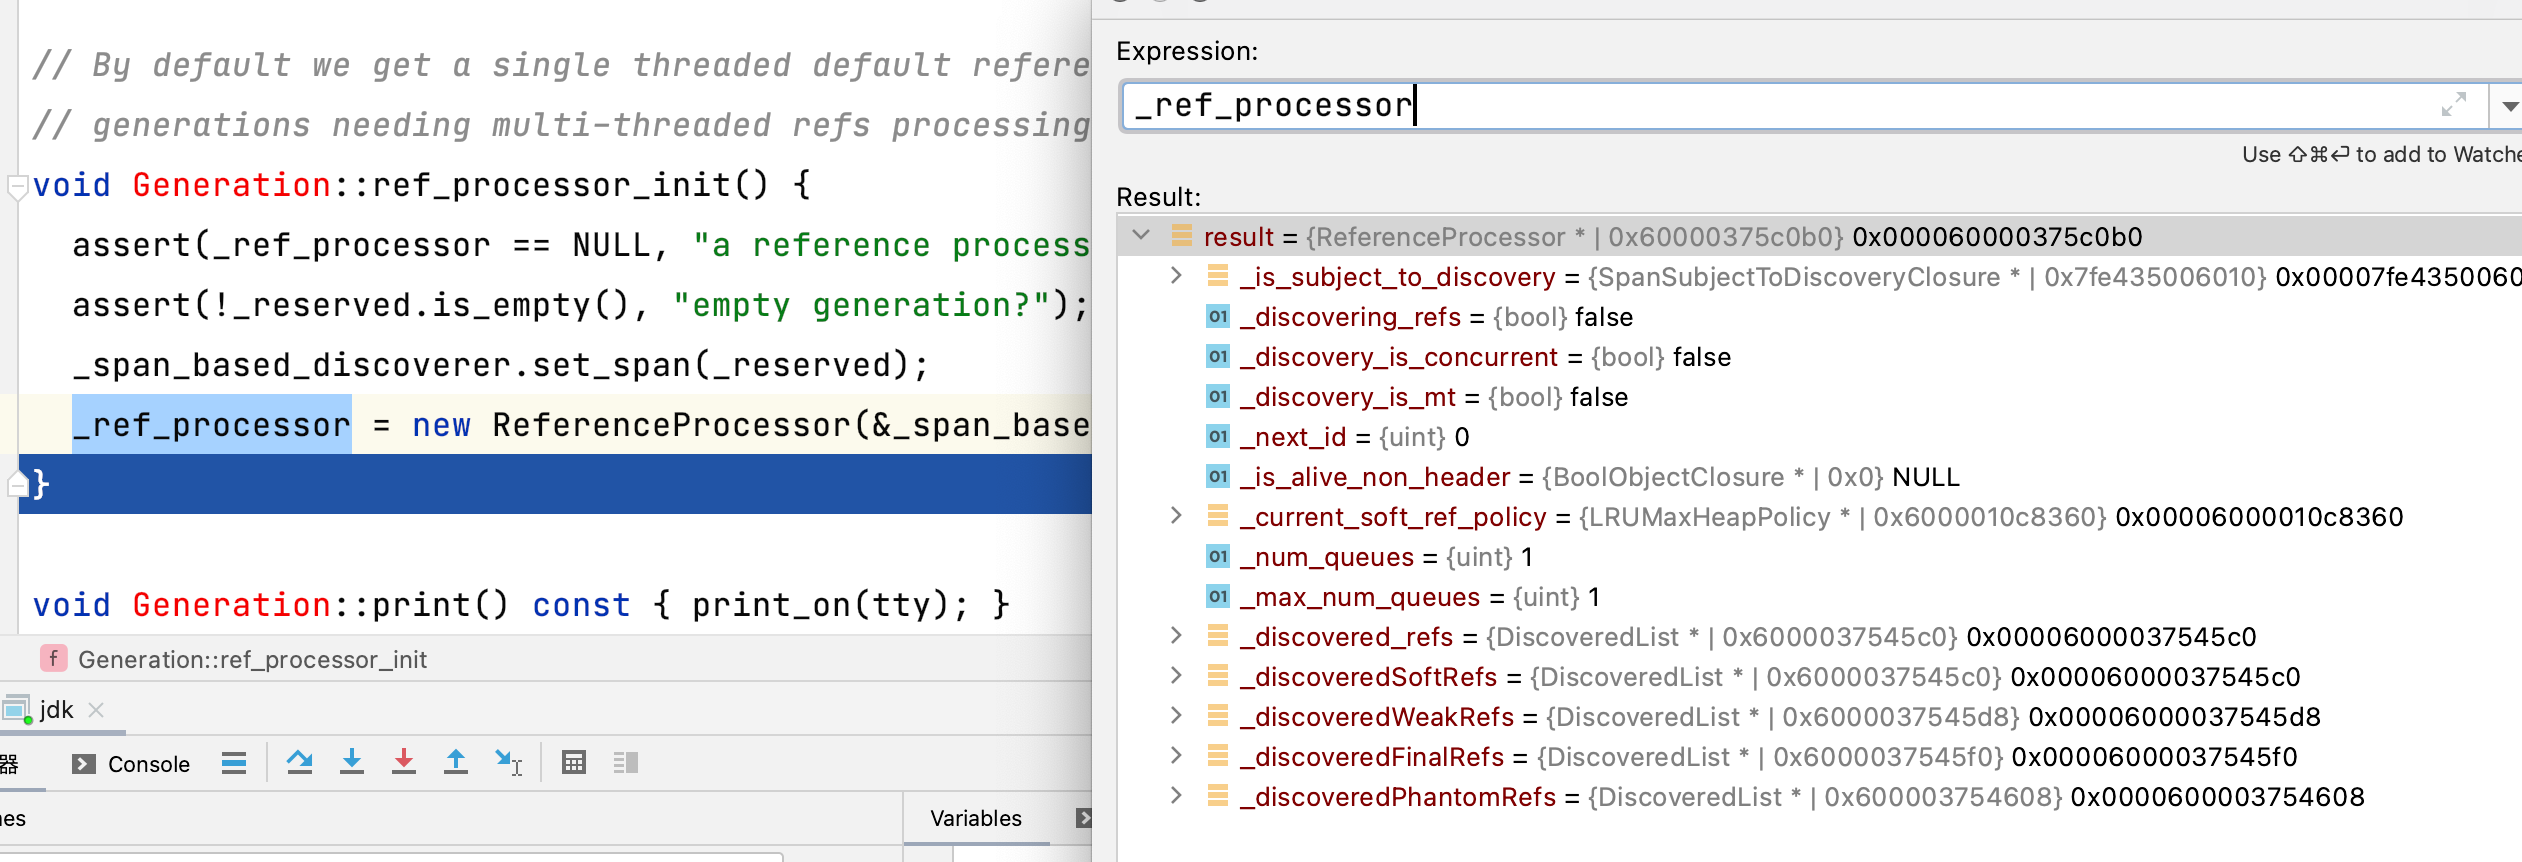 // By default we get a single threaded default refere
// generations needing multi-threaded refs processing
void Generation::ref_processor_init() {
assert(_ref_processor == NULL, "a reference process
assert(!_reserved.is_empty(), "empty generation?");
_span_based_discoverer.set_span(_reserved);
_ref_processor = new ReferenceProcessor(&_span_base
}
void Generation::print() const { print_on(tty); }
f Generation::ref_processor_init
jdk
器 Console
nes
Variables
Expression:
_ref_processor
Use ⇧⌘↩ to add to Watche
Result:
result = {ReferenceProcessor * | 0x60000375c0b0} 0x000060000375c0b0
_is_subject_to_discovery = {SpanSubjectToDiscoveryClosure * | 0x7fe435006010} 0x00007fe4350060
01 _discovering_refs = {bool} false
01 _discovery_is_concurrent = {bool} false
01 _discovery_is_mt = {bool} false
01 _next_id = {uint} 0
01 _is_alive_non_header = {BoolObjectClosure * | 0x0} NULL
_current_soft_ref_policy = {LRUMaxHeapPolicy * | 0x6000010c8360} 0x00006000010c8360
01 _num_queues = {uint} 1
01 _max_num_queues = {uint} 1
_discovered_refs = {DiscoveredList * | 0x6000037545c0} 0x00006000037545c0
_discoveredSoftRefs = {DiscoveredList * | 0x6000037545c0} 0x00006000037545c0
_discoveredWeakRefs = {DiscoveredList * | 0x6000037545d8} 0x00006000037545d8
_discoveredFinalRefs = {DiscoveredList * | 0x6000037545f0} 0x00006000037545f0
_discoveredPhantomRefs = {DiscoveredList * | 0x600003754608} 0x0000600003754608